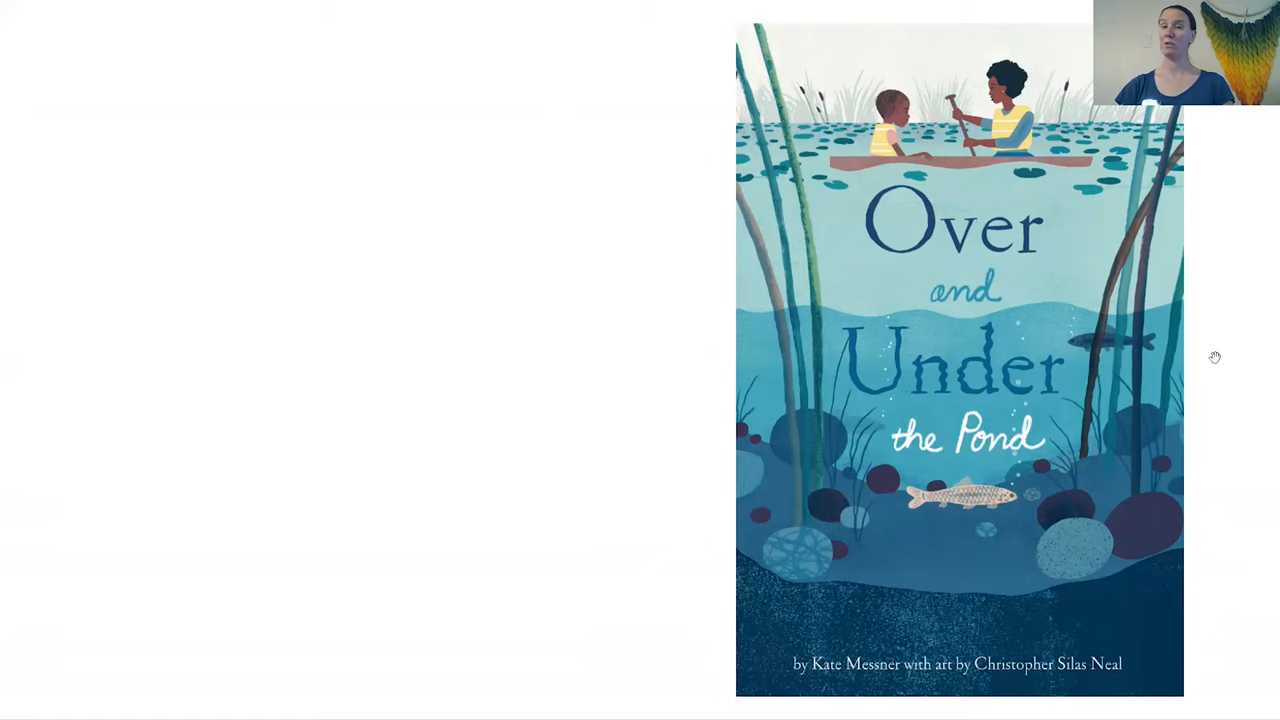 Over
and
Under
the Pond
by Kate Messner with art by Christopher Silas Neal